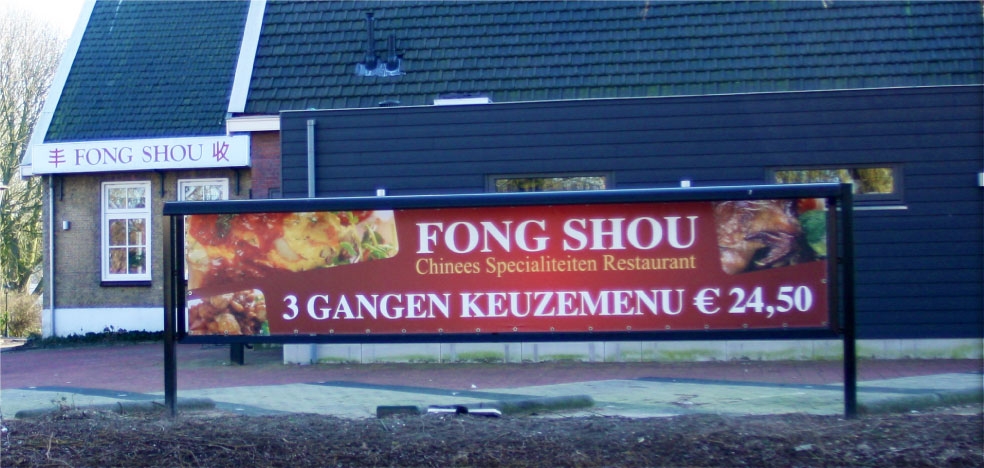 丰 FONG SHOU 收
FONG SHOU
Chinees Specialiteiten Restaurant
3 GANGEN KEUZEMENU € 24,50